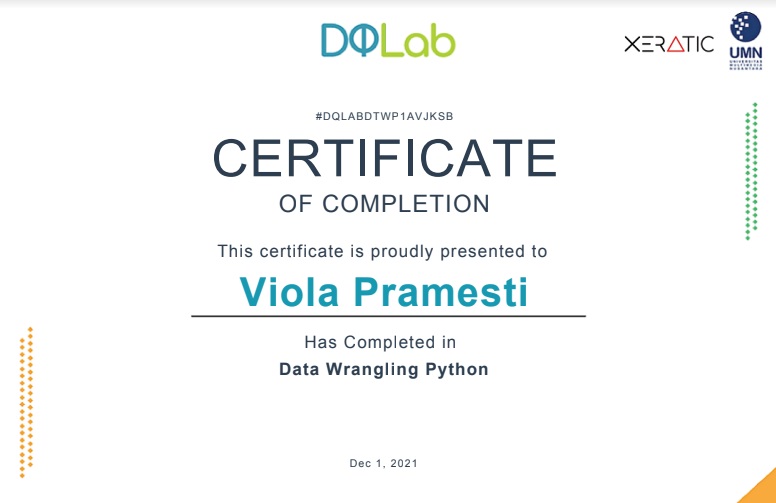 DQLab
XERATIC
UMN
UNIVERSITAS
MULTIMEDIA
NUSANTARA
#DQLABDTWP1AVJKSB
CERTIFICATE
OF COMPLETION
This certificate is proudly presented to
Viola Pramesti
Has Completed in
Data Wrangling Python
Dec 1, 2021